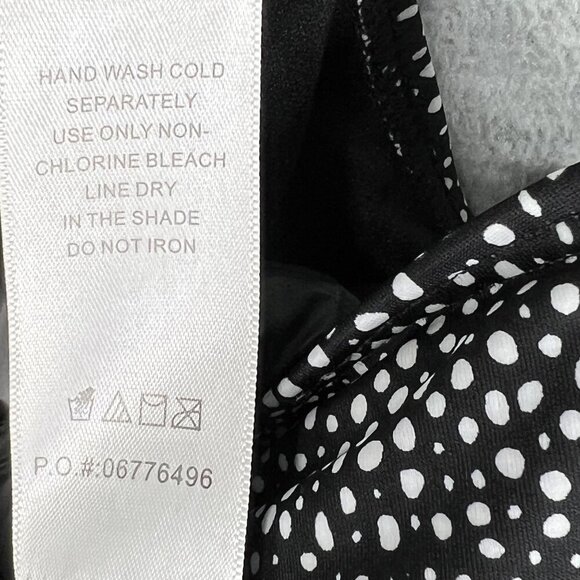 HAND WASH COLD
SEPARATELY
USE ONLY NON-
CHLORINE BLEACH
LINE DRY
IN THE SHADE
DO NOT IRON
P.O.#:06776496